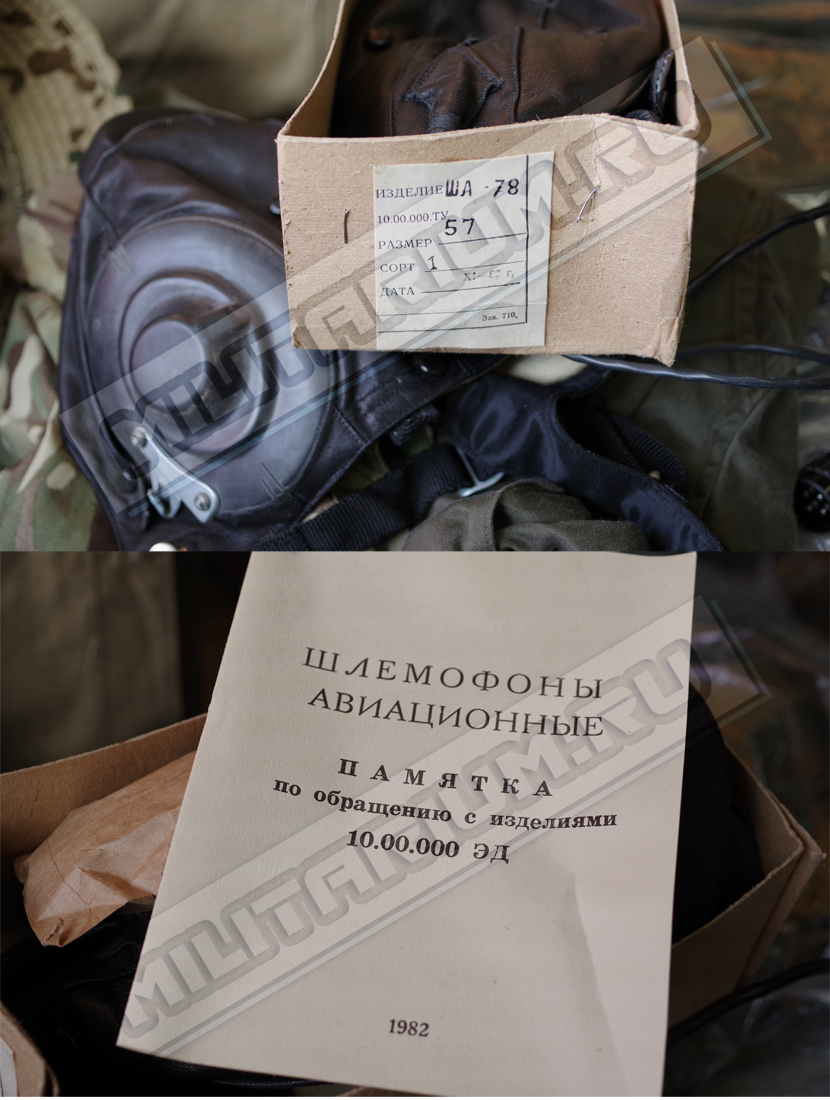 ИЗДЕЛИЕ ША - 78
10.00.000.ТУ
РАЗМЕР 57
СОРТ 1
ДАТА
Зак. 710.
MILITARIUM.RU
ШЛЕМОФОНЫ
АВИАЦИОННЫЕ
ПАМЯТКА
по обращению с изделиями
10.00.000 ЭД
MILITARIUM.RU
1982